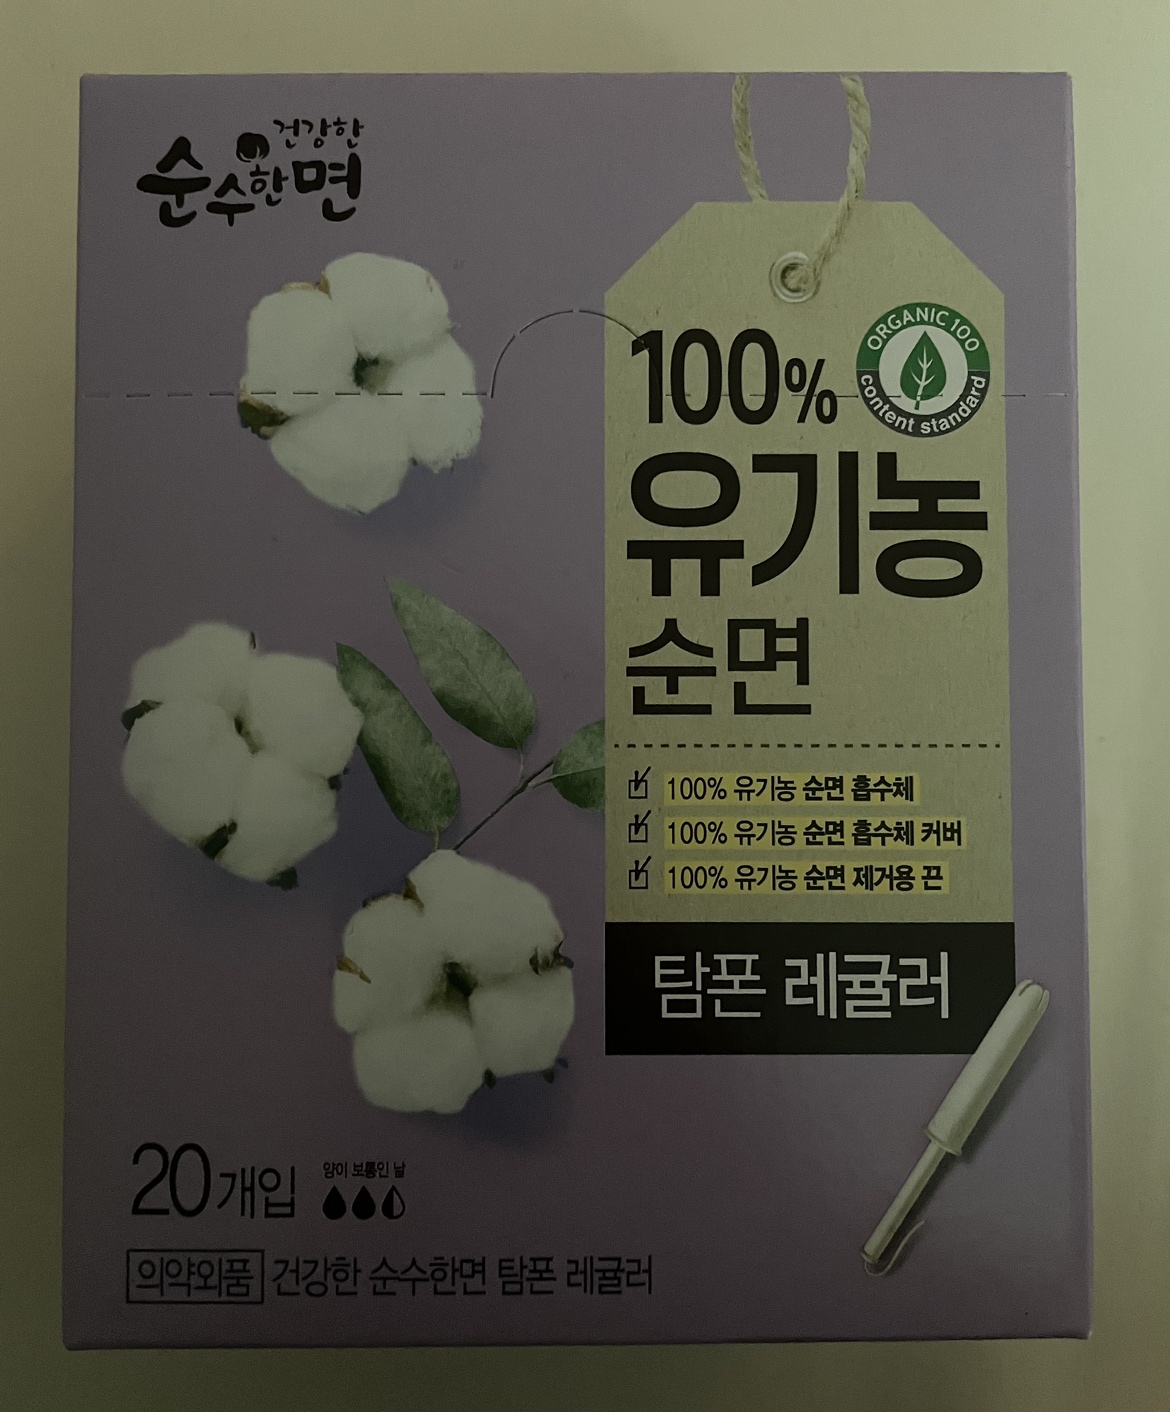 건강한
순수한면
100%
ORGANIC 100
content standard
유기농
순면
100% 유기농 순면 흡수체
100% 유기농 순면 흡수체 커버
100% 유기농 순면 제거용 끈
탐폰 레귤러
20개입
양이 보통인 날
의약외품 건강한 순수한면 탐폰 레귤러